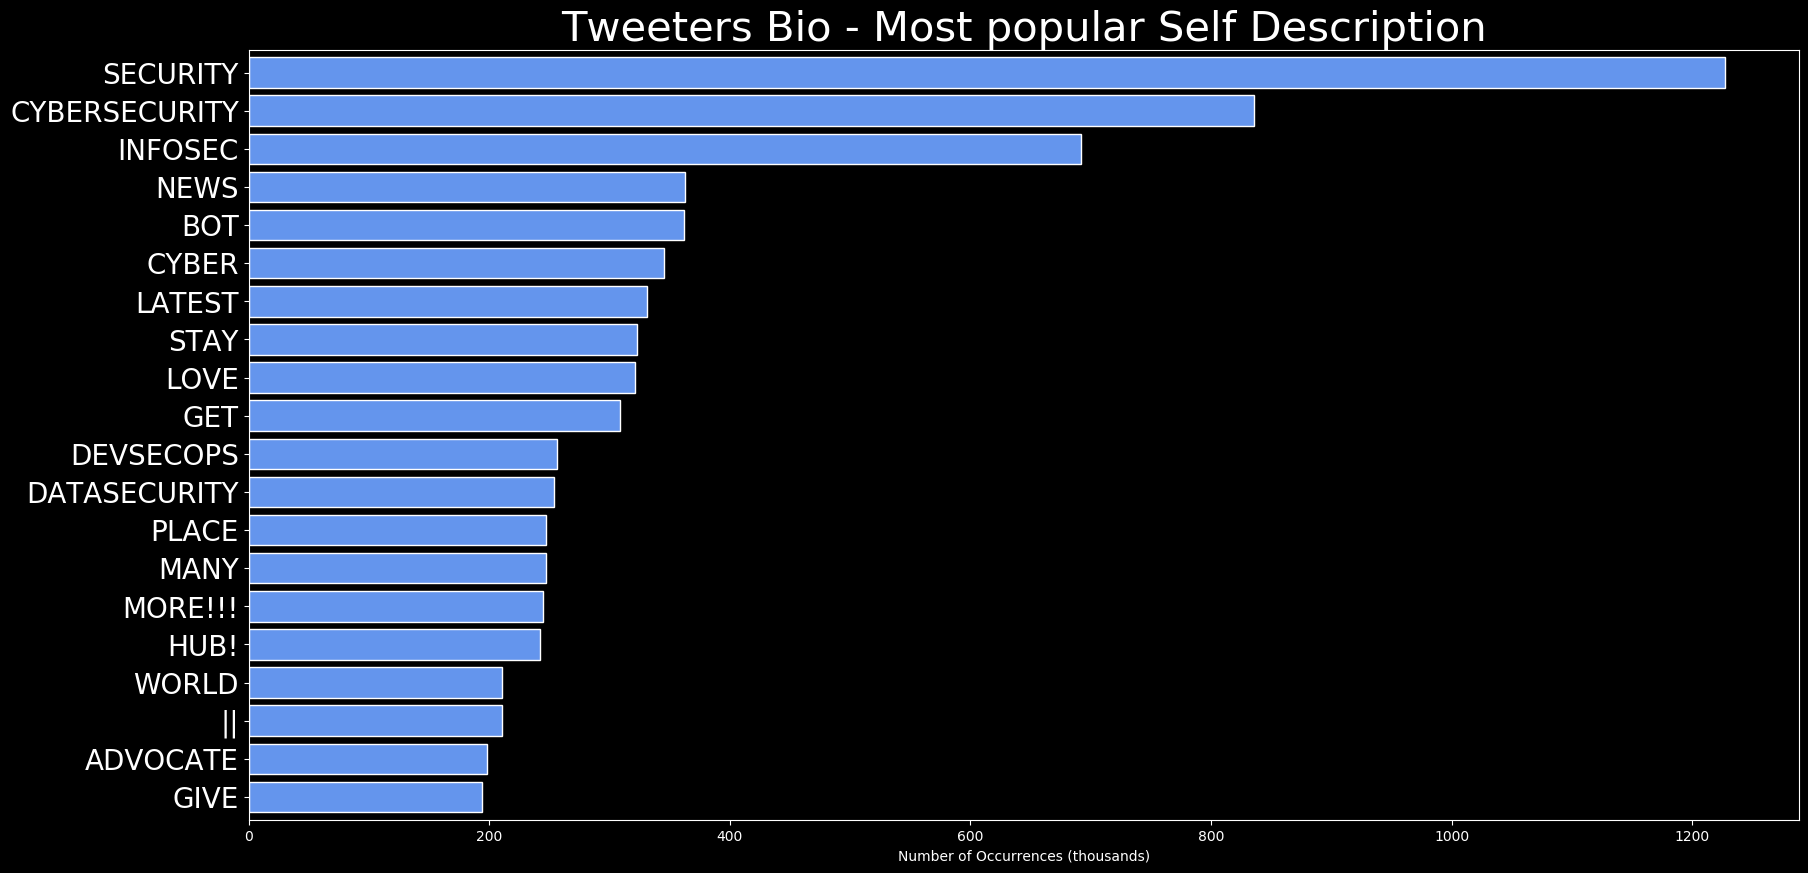 Tweeters Bio - Most popular Self Description
SECURITY
CYBERSECURITY
INFOSEC
NEWS
BOT
CYBER
LATEST
STAY
LOVE
GET
DEVSECOPS
DATASECURITY
PLACE
MANY
MORE!!!
HUB!
WORLD
||
ADVOCATE
GIVE
0 200 400 600 800 1000 1200
Number of Occurrences (thousands)